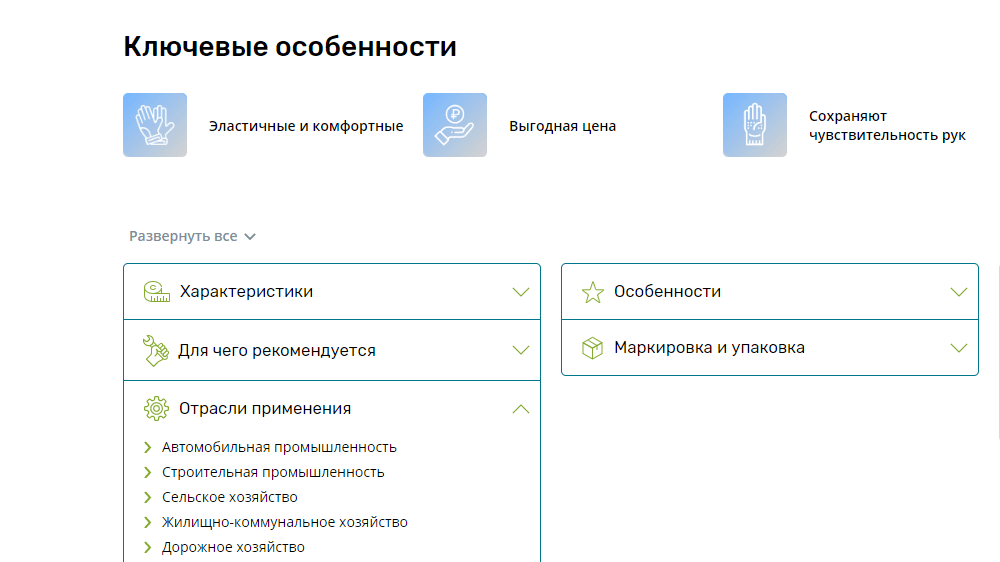 Ключевые особенности
Эластичные и комфортные
Выгодная цена
Сохраняют
чувствительность рук
Развернуть все
Характеристики
Для чего рекомендуется
Отрасли применения
Автомобильная промышленность
Строительная промышленность
Сельское хозяйство
Жилищно-коммунальное хозяйство
Дорожное хозяйство
Особенности
Маркировка и упаковка